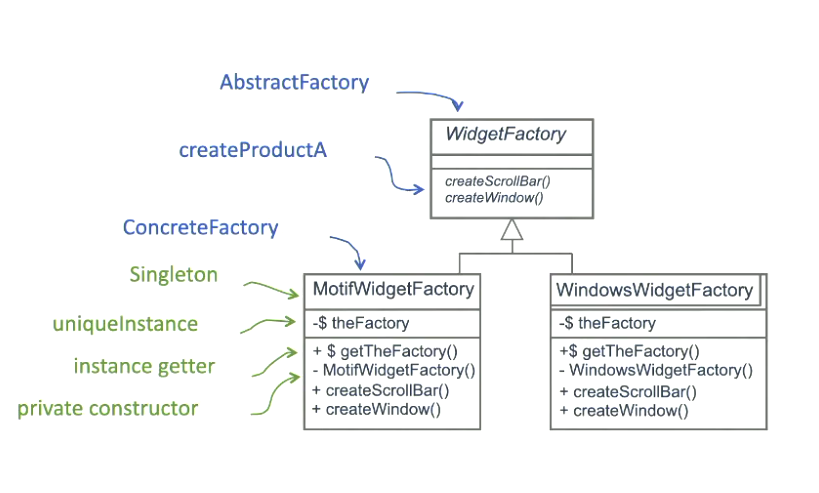 AbstractFactory
WidgetFactory
createProductA
createScrollBar()
createWindow()
ConcreteFactory
Singleton
MotifWidgetFactory
WindowsWidgetFactory
uniqueInstance
-$ theFactory
-$ theFactory
instance getter
+ $ getTheFactory()
- MotifWidgetFactory()
+ createScrollBar()
+ createWindow()
+$ getTheFactory()
- WindowsWidgetFactory()
+ createScrollBar()
+ createWindow()
private constructor